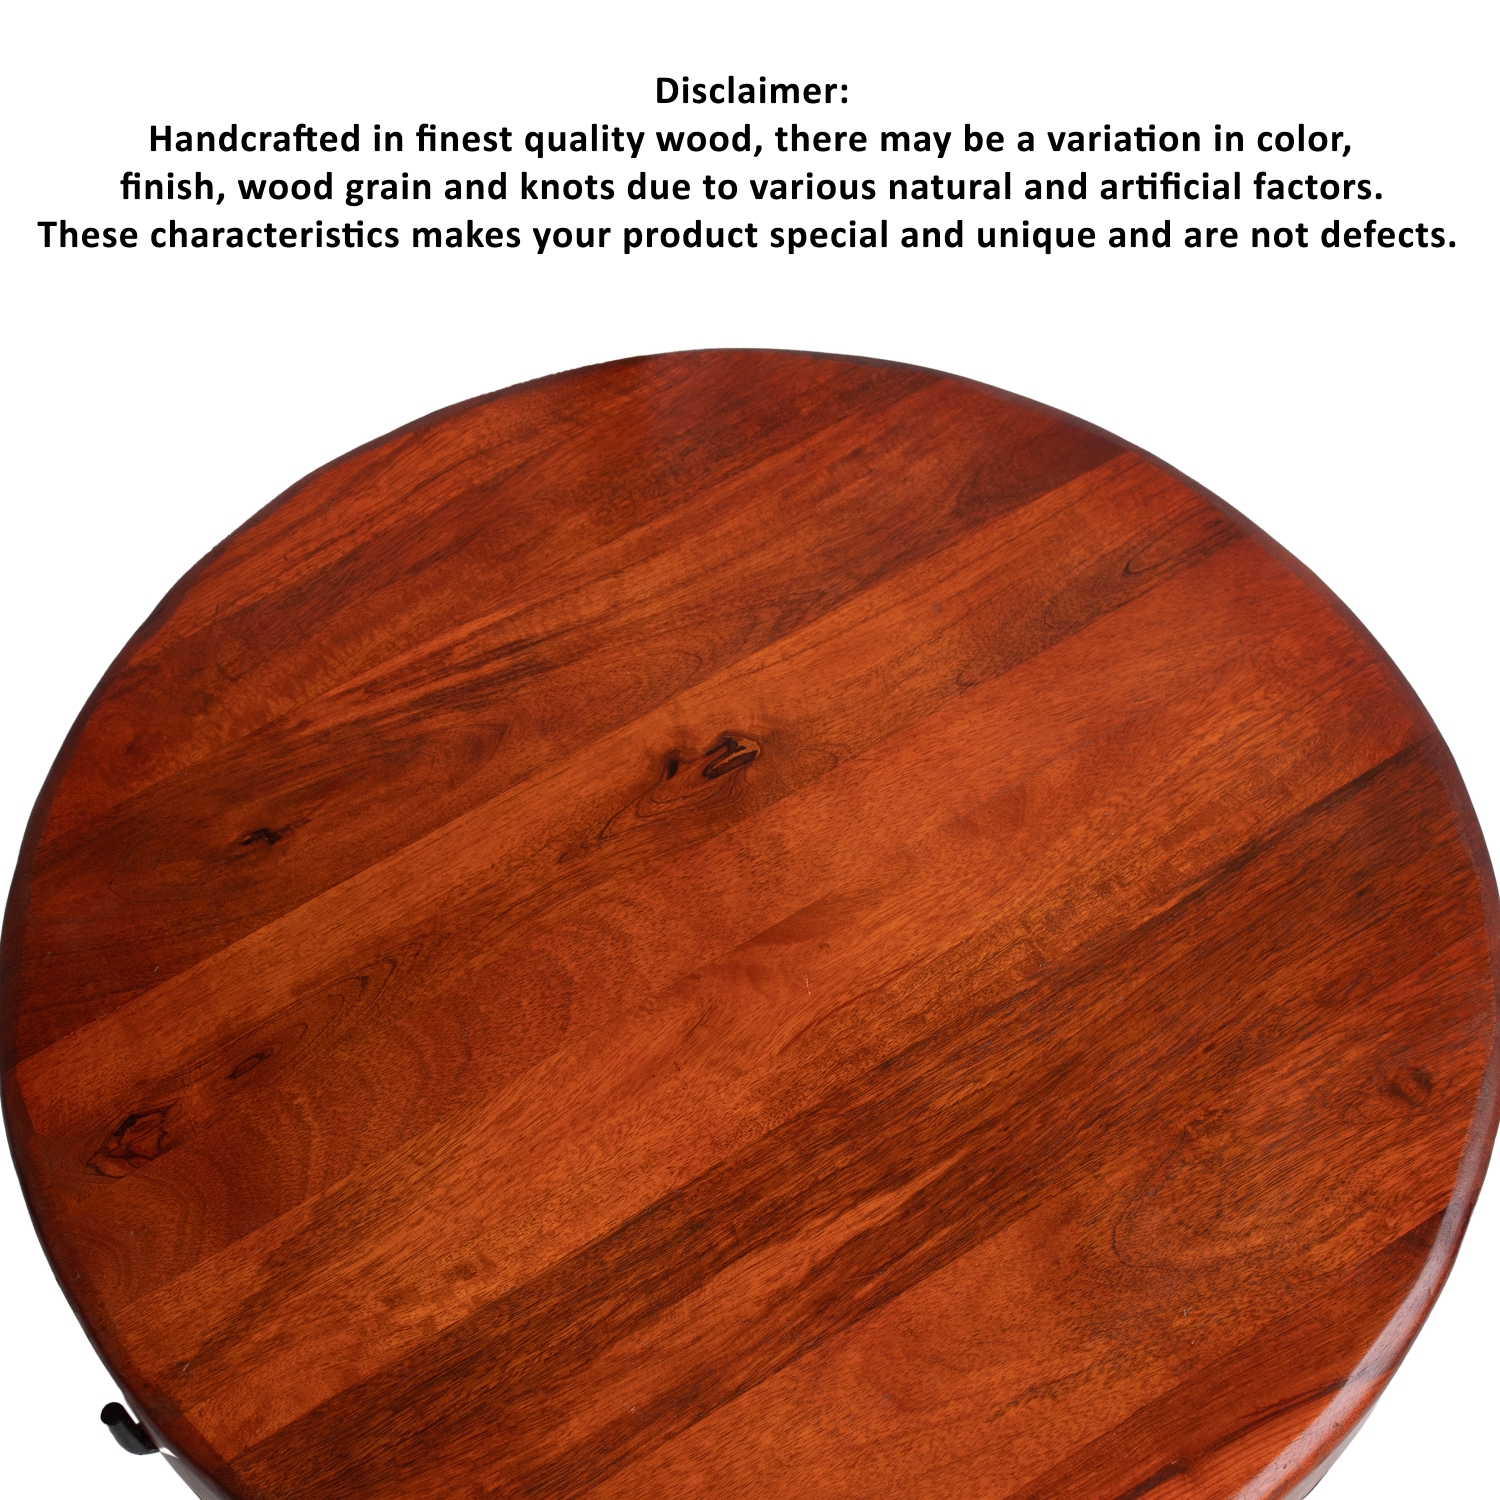 Disclaimer:
Handcrafted in finest quality wood, there may be a variation in color,
finish, wood grain and knots due to various natural and artificial factors.
These characteristics makes your product special and unique and are not defects.